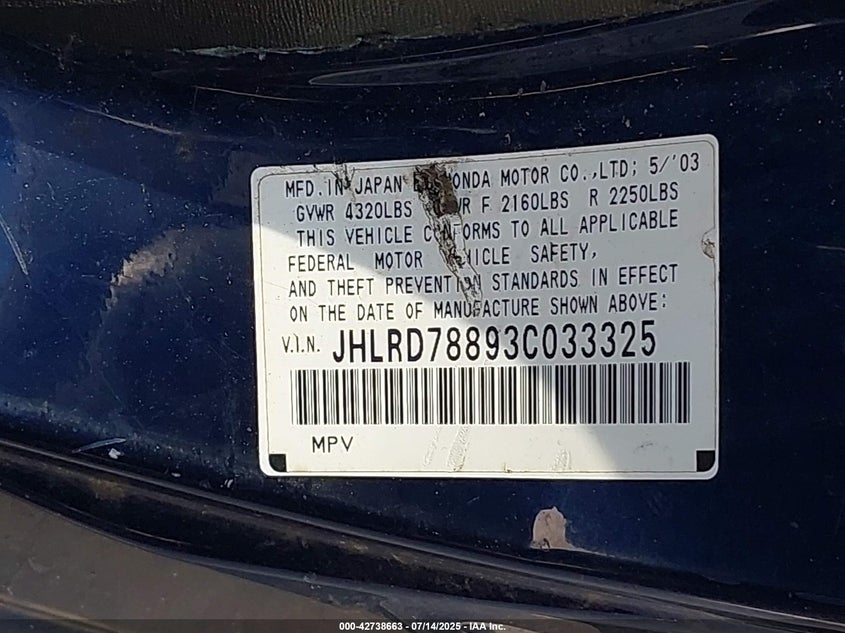 MFD. IN JAPAN HONDA MOTOR CO.,LTD; 5/'03
GVWR 4320LBS F 2160LBS R 2250LBS
THIS VEHICLE CONFORMS TO ALL APPLICABLE
FEDERAL MOTOR VEHICLE SAFETY,
AND THEFT PREVENTION STANDARDS IN EFFECT
ON THE DATE OF MANUFACTURE SHOWN ABOVE:
V.I.N. JHLRD78893C033325
MPV
000-42738663 - 07/14/2025 - IAA Inc.